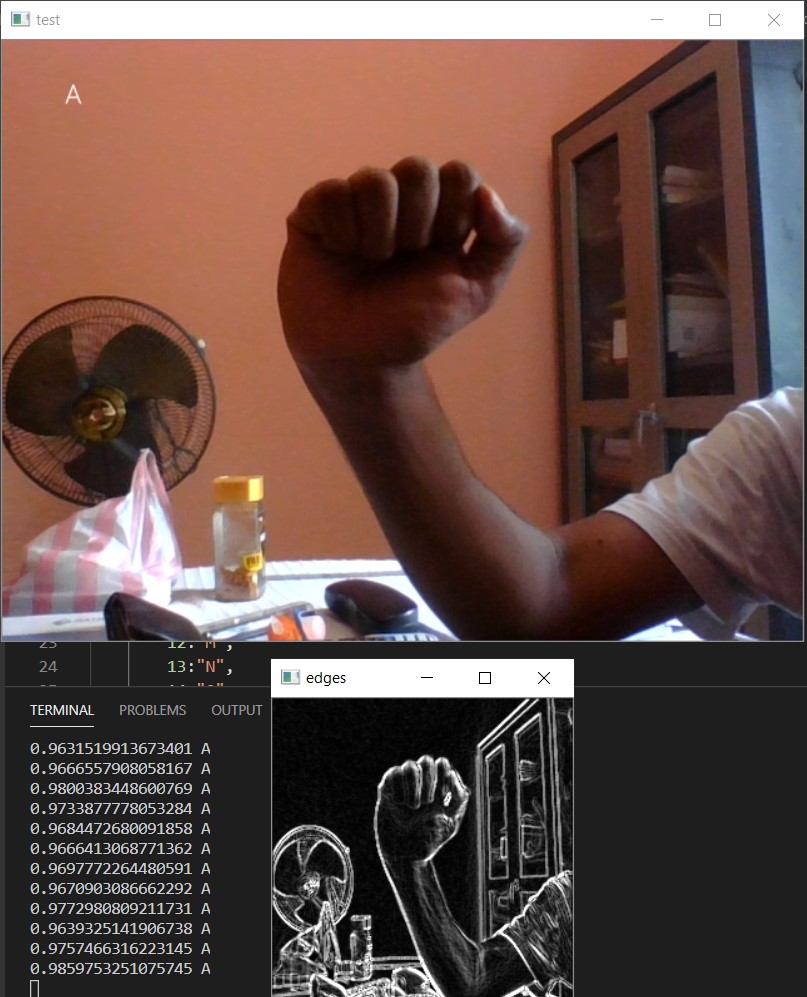 test
A
23 12:"M",
24 13:"N",
edges
TERMINAL PROBLEMS OUTPUT
0.9631519913673401 A
0.9666557908058167 A
0.9800383448600769 A
0.9733877778053284 A
0.9684472680091858 A
0.9666413068771362 A
0.9697772264480591 A
0.9670903086662292 A
0.9772980809211731 A
0.9639325141906738 A
0.9757466316223145 A
0.9859753251075745 A